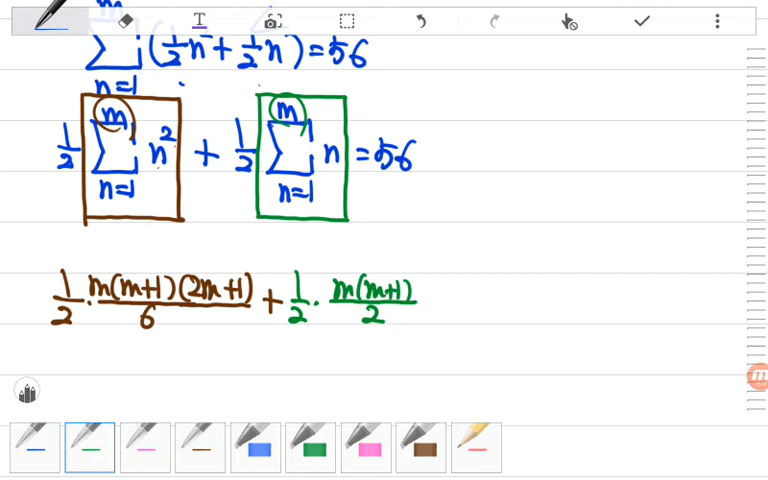 m
∑ (½n² + ½n) = 56
n=1
m m
½ ∑ n² + ½ ∑ n = 56
n=1 n=1
½ · m(m+1)(2m+1)/6 + ½ · m(m+1)/2
T